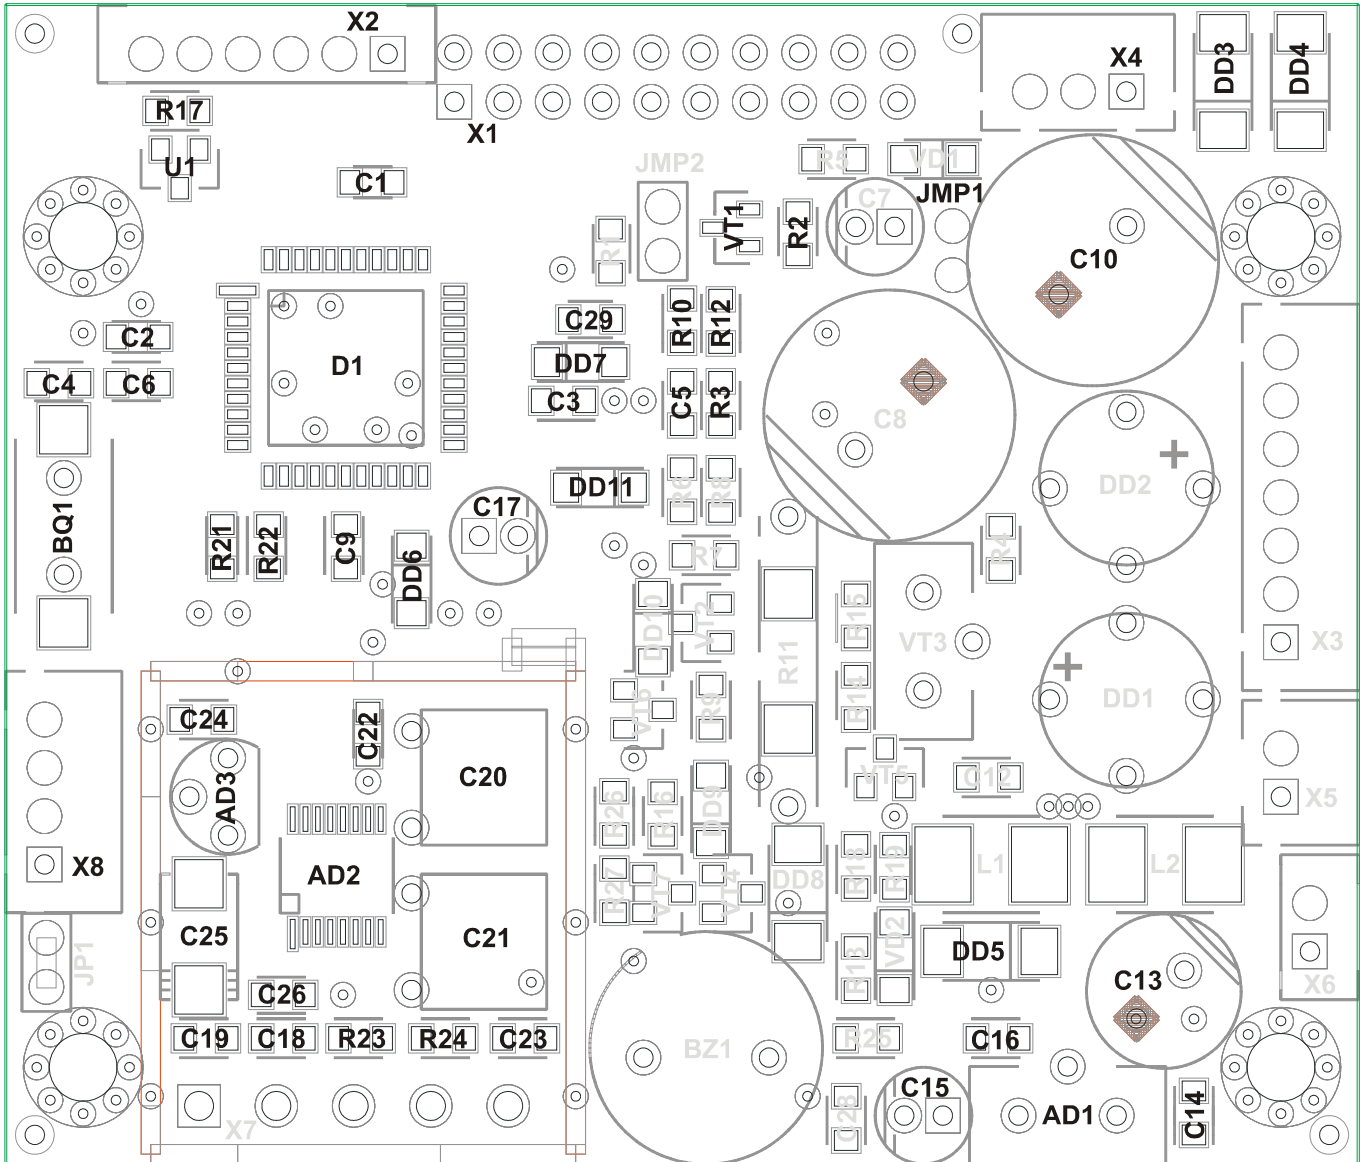 X2
X4
DD3
DD4
R17
X1
U1
JMP2
R5
VD1
C1
JMP1
C7
VT1
R2
R1
C10
C29
R10
R12
C2
DD7
D1
C4
C6
C3
C5
R3
C8
+
DD2
DD11
R6
R8
C17
BQ1
R21
R22
C9
DD6
R7
R4
DD10
VT2
R15
VT3
X3
R11
+
DD1
VT6
R9
R14
C24
C22
AD3
C20
VT5
C12
X5
R26
R16
DD9
X8
AD2
R18
R19
L1
L2
R27
VT7
VT4
DD8
C25
C21
VD2
DD5
JP1
R13
C13
X6
C26
C19
C18
R23
R24
C23
BZ1
R25
C16
C15
C28
AD1
C14
X7